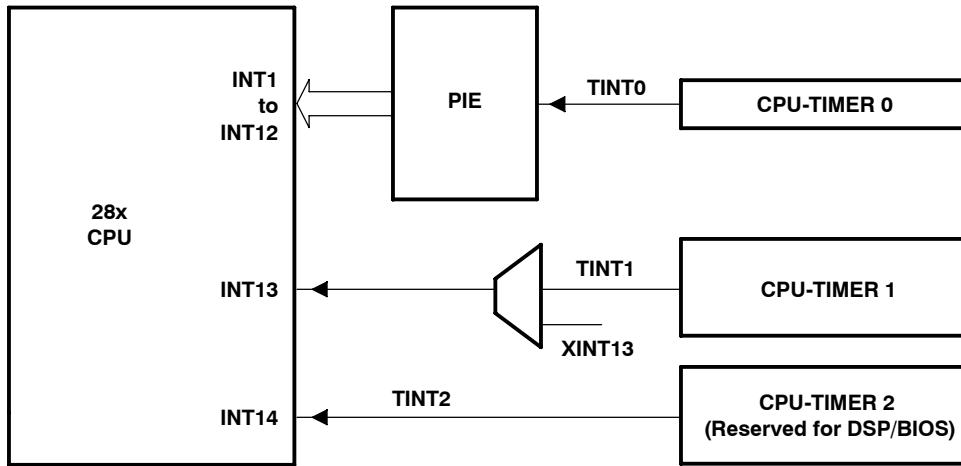 INT1
to
INT12
PIE
TINT0
CPU-TIMER 0
28x
CPU
INT13
TINT1
CPU-TIMER 1
XINT13
INT14
TINT2
CPU-TIMER 2
(Reserved for DSP/BIOS)